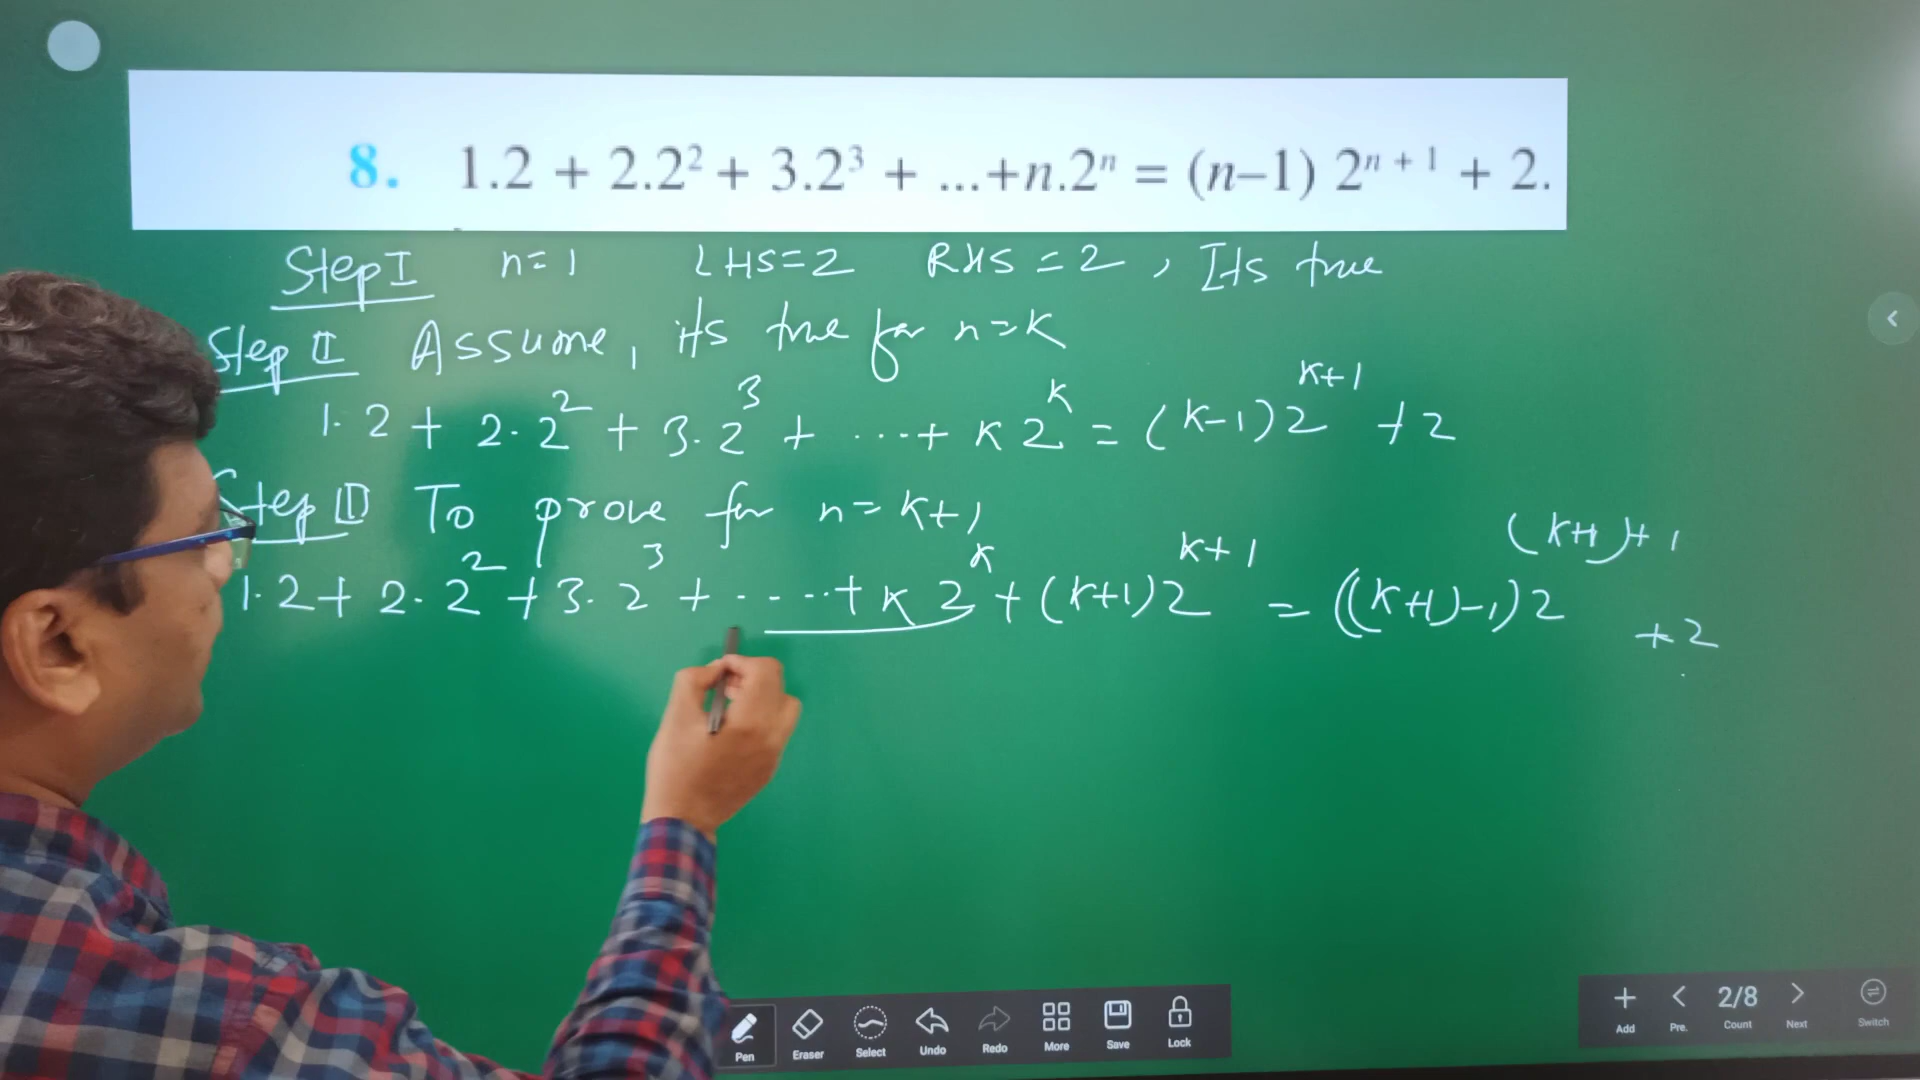 8. 1.2 + 2.2² + 3.2³ + ...+n.2ⁿ = (n–1) 2ⁿ⁺¹ + 2.
Step I n=1 LHS=2 RHS=2, Its true
Step II Assume, its true for n=K
1·2 + 2·2² + 3·2³ + ···+ K2ᴷ = (K-1)2ᴷ⁺¹ +2
Step III To prove for n=K+1
1·2+ 2·2² +3·2³ +----+ K2ᴷ + (K+1)2ᴷ⁺¹ = ((K+1)-1)2⁽ᴷ⁺¹⁾⁺¹ +2
Pen Eraser Select Undo Redo More Save Lock
Add Pre. 2/8 Count Next Switch